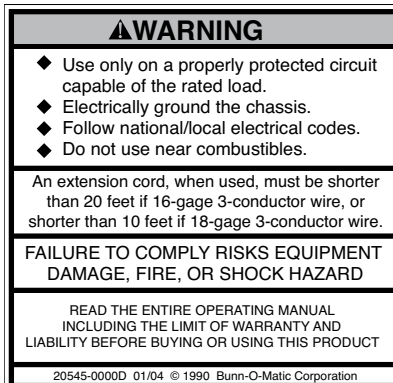 ⚠WARNING
◆ Use only on a properly protected circuit
capable of the rated load.
◆ Electrically ground the chassis.
◆ Follow national/local electrical codes.
◆ Do not use near combustibles.
An extension cord, when used, must be shorter
than 20 feet if 16-gage 3-conductor wire, or
shorter than 10 feet if 18-gage 3-conductor wire.
FAILURE TO COMPLY RISKS EQUIPMENT
DAMAGE, FIRE, OR SHOCK HAZARD
READ THE ENTIRE OPERATING MANUAL
INCLUDING THE LIMIT OF WARRANTY AND
LIABILITY BEFORE BUYING OR USING THIS PRODUCT
20545-0000D 01/04 © 1990 Bunn-O-Matic Corporation